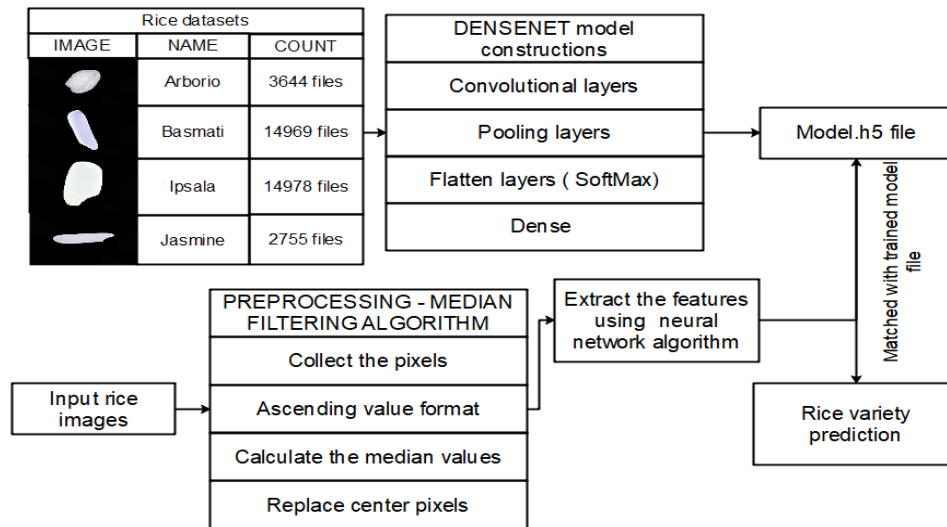 Rice datasets
IMAGE NAME COUNT
Arborio 3644 files
Basmati 14969 files
Ipsala 14978 files
Jasmine 2755 files
DENSENET model
constructions
Convolutional layers
Pooling layers
Flatten layers ( SoftMax)
Dense
Model.h5 file
Matched with trained model
file
Input rice
images
PREPROCESSING - MEDIAN
FILTERING ALGORITHM
Collect the pixels
Ascending value format
Calculate the median values
Replace center pixels
Extract the features
using neural
network algorithm
Rice variety
prediction